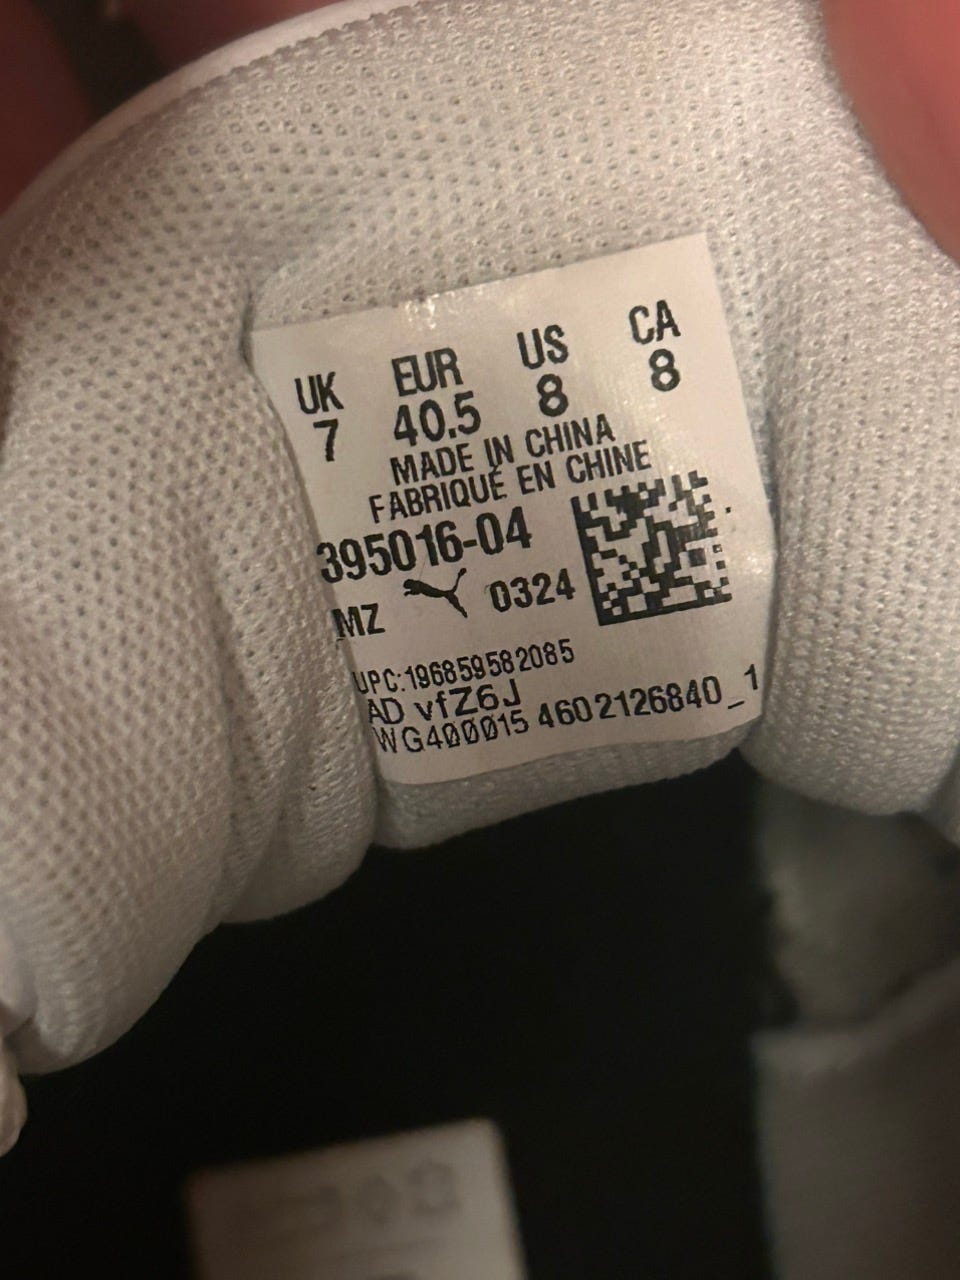 UK EUR US CA
7 40.5 8 8
MADE IN CHINA
FABRIQUÉ EN CHINE
395016-04
MZ 0324
UPC:196859582085
AD vfZ6J
WG400015 4602126840_1